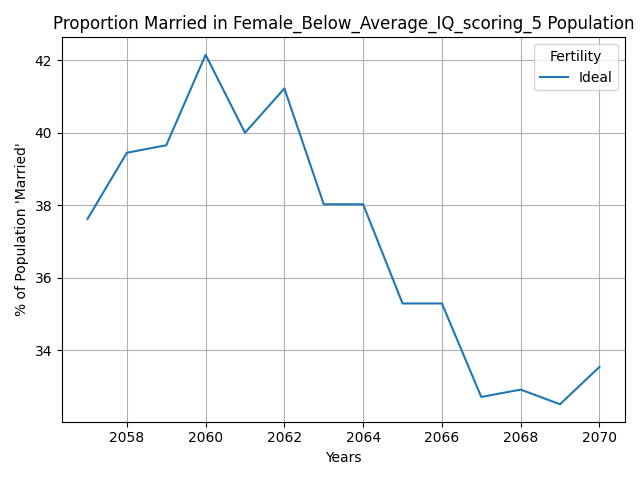 Proportion Married in Female_Below_Average_IQ_scoring_5 Population
Fertility
Ideal
42
40
38
36
34
% of Population 'Married'
2058 2060 2062 2064 2066 2068 2070
Years